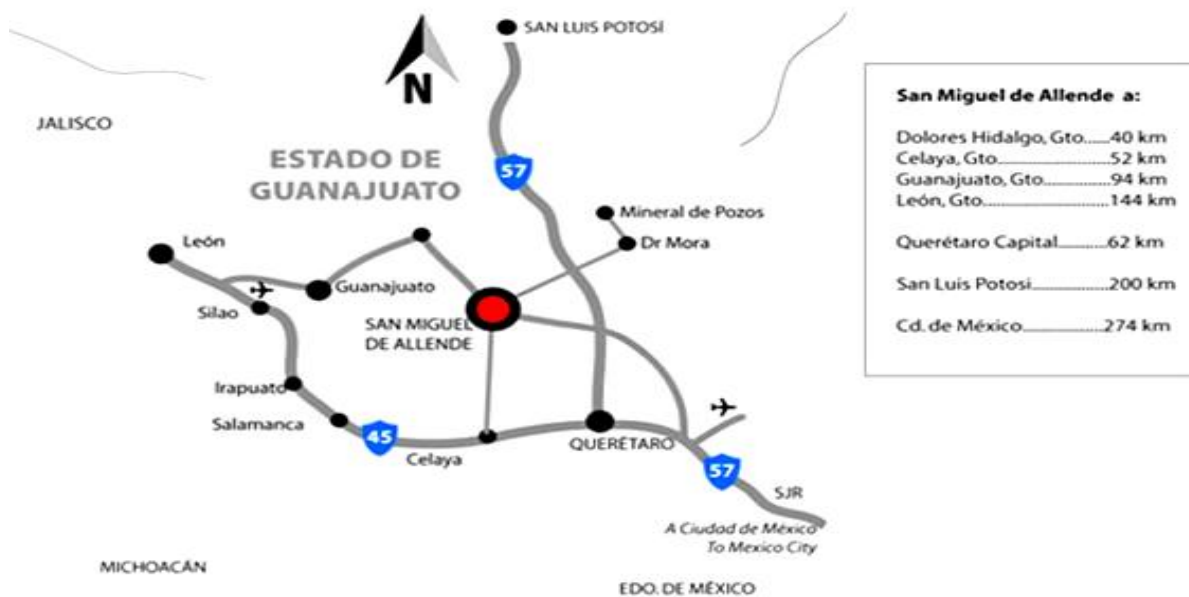 SAN LUIS POTOSÍ
N
JALISCO
ESTADO DE
GUANAJUATO
57
Mineral de Pozos
Dr Mora
León
Guanajuato
Silao
SAN MIGUEL
DE ALLENDE
Irapuato
Salamanca
45
Celaya
QUERÉTARO
57
SJR
A Ciudad de México
To Mexico City
MICHOACÁN
EDO. DE MÉXICO
San Miguel de Allende a:
Dolores Hidalgo, Gto......40 km
Celaya, Gto..............................52 km
Guanajuato, Gto.................94 km
León, Gto..................................144 km
Querétaro Capital..............62 km
San Luis Potosi.....................200 km
Cd. de México......................274 km